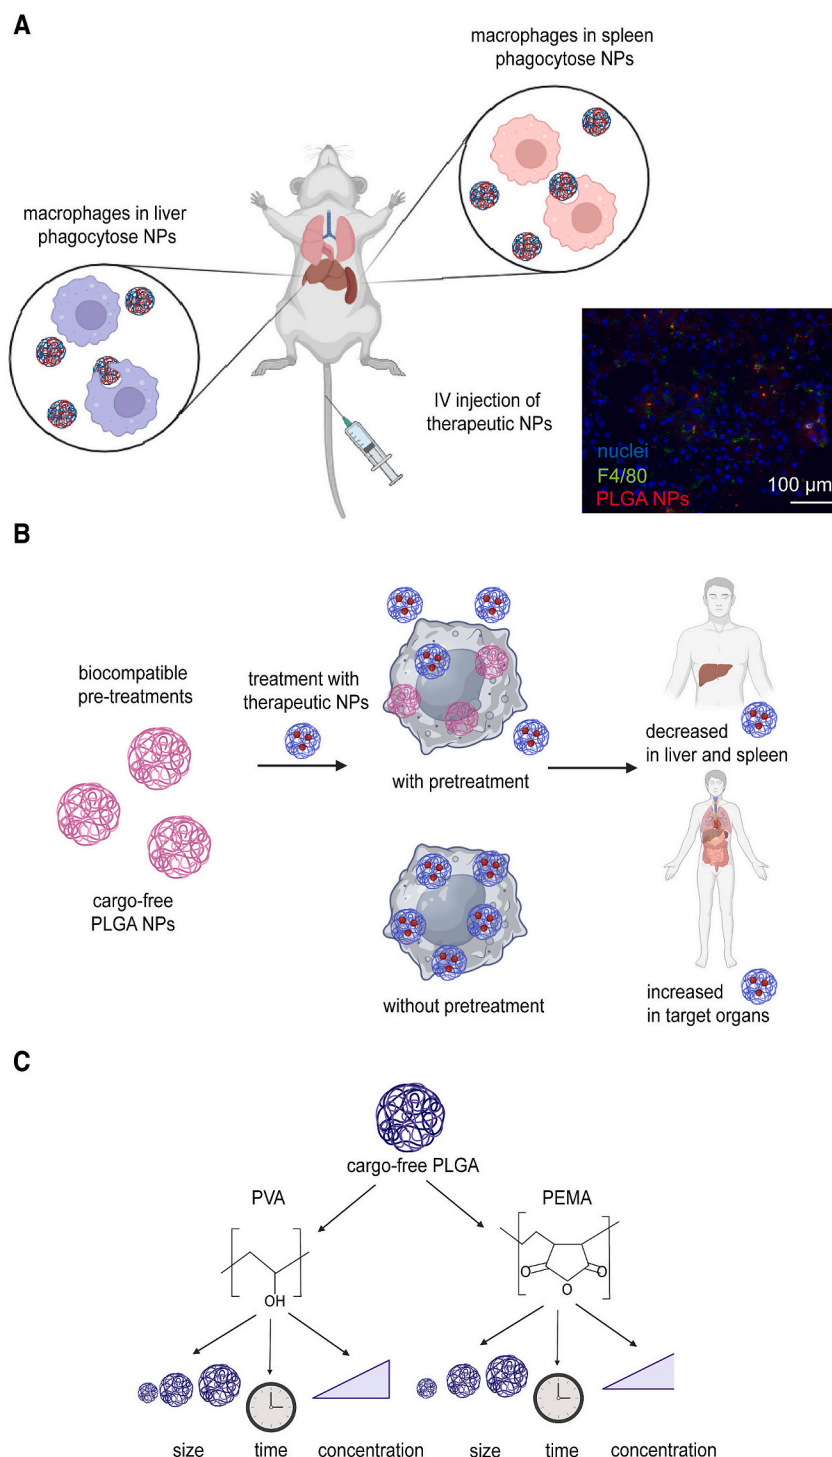 A
macrophages in spleen
phagocytose NPs
macrophages in liver
phagocytose NPs
IV injection of
therapeutic NPs
nuclei
F4/80
PLGA NPs
100 µm
B
biocompatible
pre-treatments
treatment with
therapeutic NPs
cargo-free
PLGA NPs
with pretreatment
without pretreatment
decreased
in liver and spleen
increased
in target organs
C
cargo-free PLGA
PVA
PEMA
OH
O
O
O
size
time
concentration
size
time
concentration